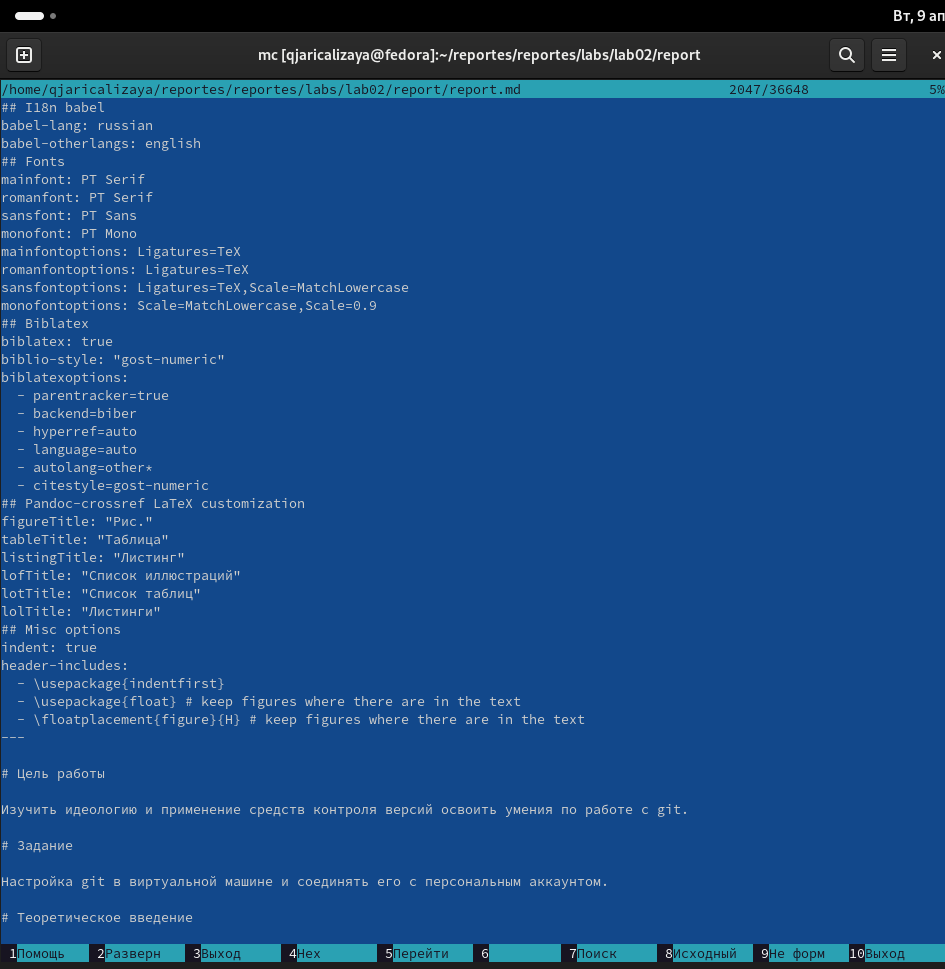 Вт, 9 ап
mc [qjaricalizaya@fedora]:~/reportes/reportes/labs/lab02/report
/home/qjaricalizaya/reportes/reportes/labs/lab02/report/report.md 2047/36648 5%
## I18n babel
babel-lang: russian
babel-otherlangs: english
## Fonts
mainfont: PT Serif
romanfont: PT Serif
sansfont: PT Sans
monofont: PT Mono
mainfontoptions: Ligatures=TeX
romanfontoptions: Ligatures=TeX
sansfontoptions: Ligatures=TeX,Scale=MatchLowercase
monofontoptions: Scale=MatchLowercase,Scale=0.9
## Biblatex
biblatex: true
biblio-style: "gost-numeric"
biblatexoptions:
  - parentracker=true
  - backend=biber
  - hyperref=auto
  - language=auto
  - autolang=other*
  - citestyle=gost-numeric
## Pandoc-crossref LaTeX customization
figureTitle: "Рис."
tableTitle: "Таблица"
listingTitle: "Листинг"
lofTitle: "Список иллюстраций"
lotTitle: "Список таблиц"
lolTitle: "Листинги"
## Misc options
indent: true
header-includes:
  - \usepackage{indentfirst}
  - \usepackage{float} # keep figures where there are in the text
  - \floatplacement{figure}{H} # keep figures where there are in the text
---
# Цель работы
Изучить идеологию и применение средств контроля версий освоить умения по работе с git.
# Задание
Настройка git в виртуальной машине и соединять его с персональным аккаунтом.
# Теоретическое введение
1Помощь 2Разверн 3Выход 4Hex 5Перейти 6 7Поиск 8Исходный 9Не форм 10Выход